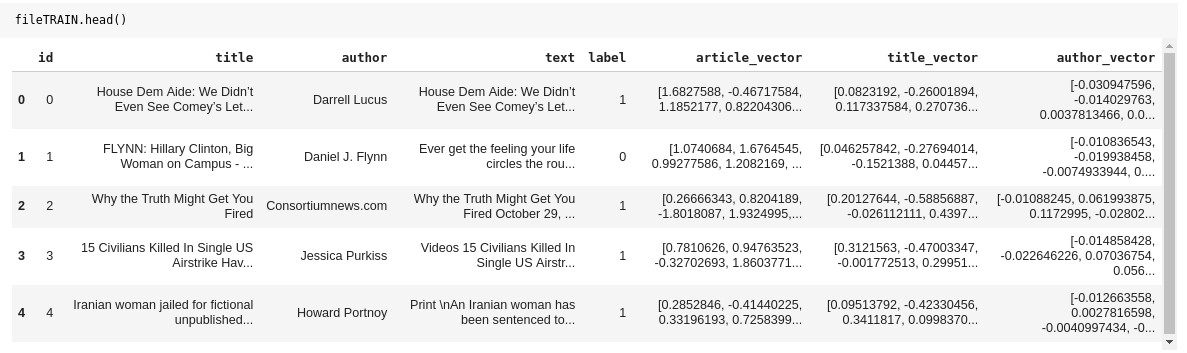 fileTRAIN.head()
id title author text label article_vector title_vector author_vector
0 0 House Dem Aide: We Didn't Even See Comey's Let... Darrell Lucus House Dem Aide: We Didn't Even See Comey's Let... 1 [1.6827588, -0.46717584, 1.1852177, 0.82204306... [0.0823192, -0.26001894, 0.117337584, 0.270736... [-0.030947596, -0.014029763, 0.0037813466, 0.0...
1 1 FLYNN: Hillary Clinton, Big Woman on Campus - ... Daniel J. Flynn Ever get the feeling your life circles the rou... 0 [1.0740684, 1.6764545, 0.99277586, 1.2082169, ... [0.046257842, -0.27694014, -0.1521388, 0.04457... [-0.010836543, -0.019938458, -0.0074933944, 0....
2 2 Why the Truth Might Get You Fired Consortiumnews.com Why the Truth Might Get You Fired October 29, ... 1 [0.26666343, 0.8204189, -1.8018087, 1.9324995,... [0.20127644, -0.58856887, -0.026112111, 0.4397... [-0.01088245, 0.061993875, 0.1172995, -0.02802...
3 3 15 Civilians Killed In Single US Airstrike Hav... Jessica Purkiss Videos 15 Civilians Killed In Single US Airstr... 1 [0.7810626, 0.94763523, -0.32702693, 1.8603771... [0.3121563, -0.47003347, -0.001772513, 0.29951... [-0.014858428, -0.022646226, 0.07036754, 0.056...
4 4 Iranian woman jailed for fictional unpublished... Howard Portnoy Print \nAn Iranian woman has been sentenced to... 1 [0.2852846, -0.41440225, 0.33196193, 0.7258399... [0.09513792, -0.42330456, 0.3411817, 0.0998370... [-0.012663558, 0.0027816598, -0.0040997434, -0...